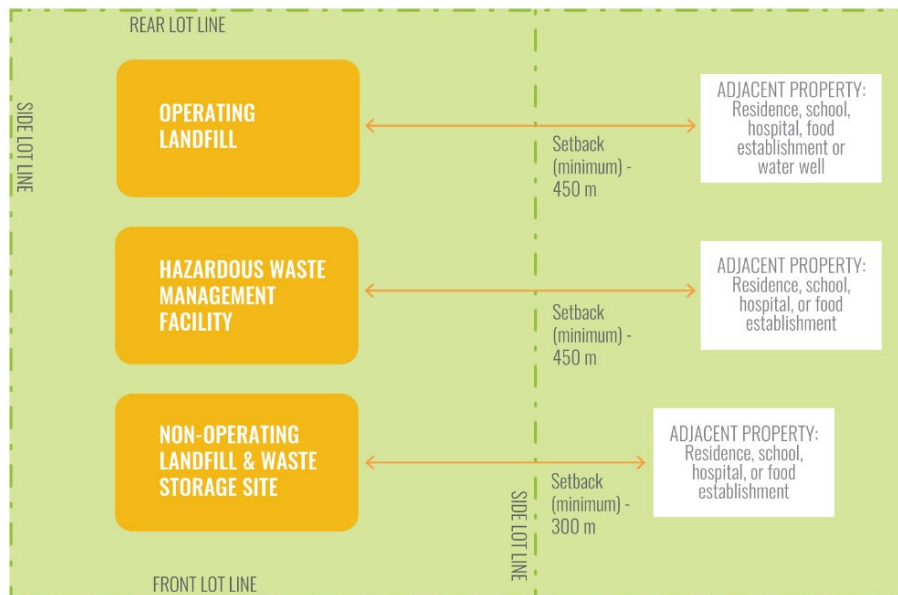 REAR LOT LINE
SIDE LOT LINE
OPERATING
LANDFILL
Setback
(minimum) -
450 m
ADJACENT PROPERTY:
Residence, school,
hospital, food
establishment or
water well
HAZARDOUS WASTE
MANAGEMENT
FACILITY
Setback
(minimum) -
450 m
ADJACENT PROPERTY:
Residence, school,
hospital, or food
establishment
NON-OPERATING
LANDFILL & WASTE
STORAGE SITE
Setback
(minimum) -
300 m
ADJACENT PROPERTY:
Residence, school,
hospital, or food
establishment
SIDE LOT LINE
FRONT LOT LINE